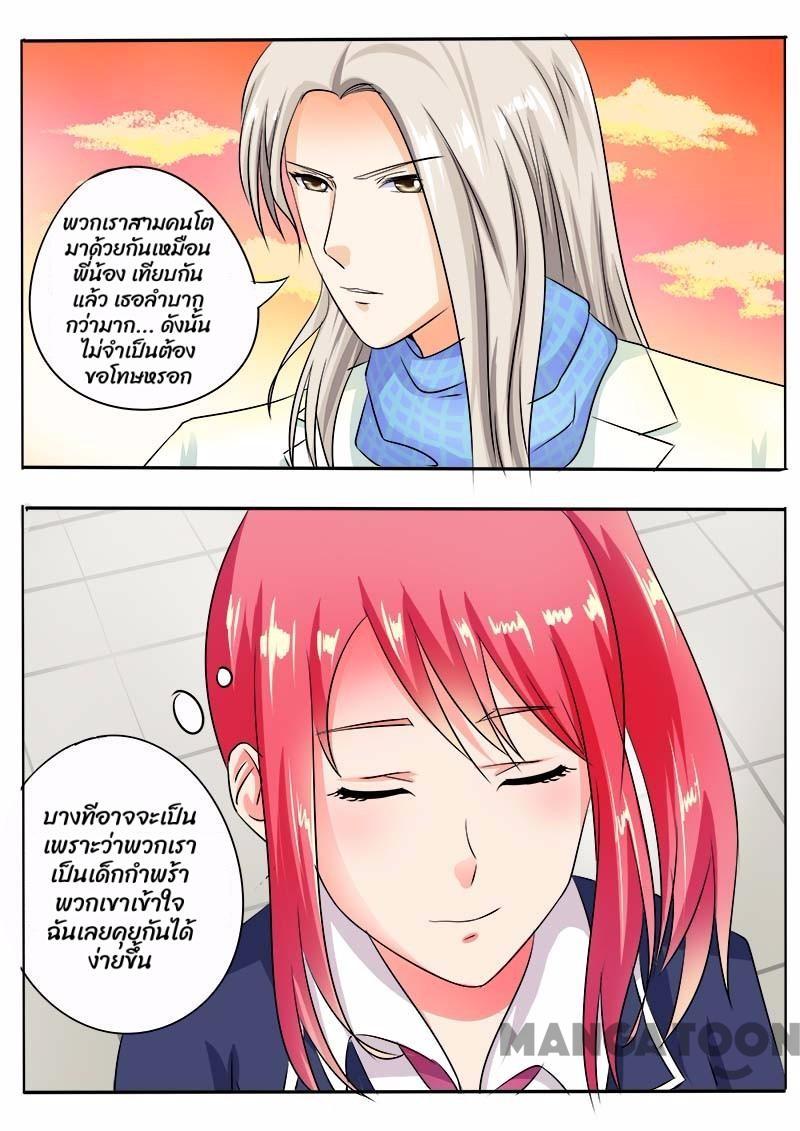 พวกเราสามคนโต
มาด้วยกันเหมือน
พี่น้อง เทียบกัน
แล้ว เธอลำบาก
กว่ามาก... ดังนั้น
ไม่จำเป็นต้อง
ขอโทษหรอก
บางทีอาจจะเป็น
เพราะว่าพวกเรา
เป็นเด็กกำพร้า
พวกเขาเข้าใจ
ฉันเลยคุยกันได้
ง่ายขึ้น
MANGATOON